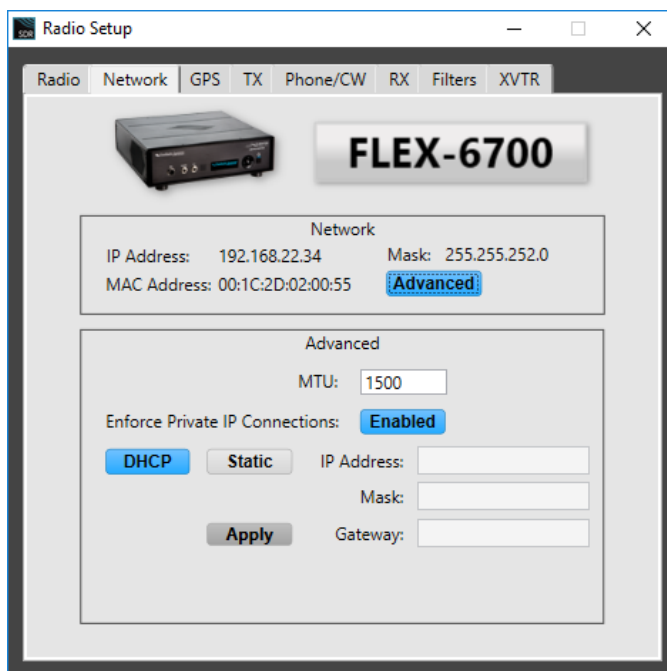 SDR Radio Setup
Radio Network GPS TX Phone/CW RX Filters XVTR
FLEX-6700
Network
IP Address: 192.168.22.34 Mask: 255.255.252.0
MAC Address: 00:1C:2D:02:00:55 Advanced
Advanced
MTU: 1500
Enforce Private IP Connections: Enabled
DHCP Static IP Address:
Mask:
Apply Gateway: